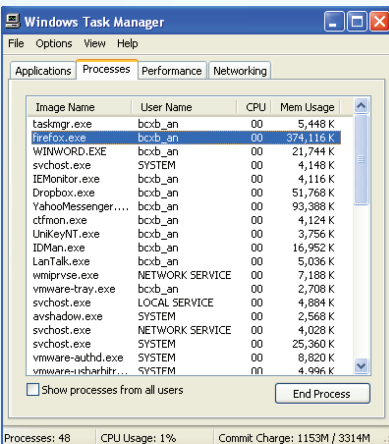 Windows Task Manager
File Options View Help
Applications Processes Performance Networking
Image Name User Name CPU Mem Usage
taskmgr.exe bcxb_an 00 5,448 K
firefox.exe bcxb_an 00 374,116 K
WINWORD.EXE bcxb_an 00 21,744 K
svchost.exe SYSTEM 00 4,148 K
IEMonitor.exe bcxb_an 00 4,116 K
Dropbox.exe bcxb_an 00 51,768 K
YahooMessenger.... bcxb_an 00 93,388 K
ctfmon.exe bcxb_an 00 4,124 K
UniKeyNT.exe bcxb_an 00 3,756 K
IDMan.exe bcxb_an 00 16,952 K
LanTalk.exe bcxb_an 00 5,036 K
wmiprvse.exe NETWORK SERVICE 00 7,188 K
vmware-tray.exe bcxb_an 00 2,708 K
svchost.exe LOCAL SERVICE 00 4,884 K
avshadow.exe SYSTEM 00 2,568 K
svchost.exe NETWORK SERVICE 00 4,028 K
svchost.exe SYSTEM 00 25,360 K
vmware-authd.exe SYSTEM 00 8,820 K
vmware-usbarbitr... SYSTEM 00 4,996 K
Show processes from all users
End Process
Processes: 48 CPU Usage: 1% Commit Charge: 1153M / 3314M